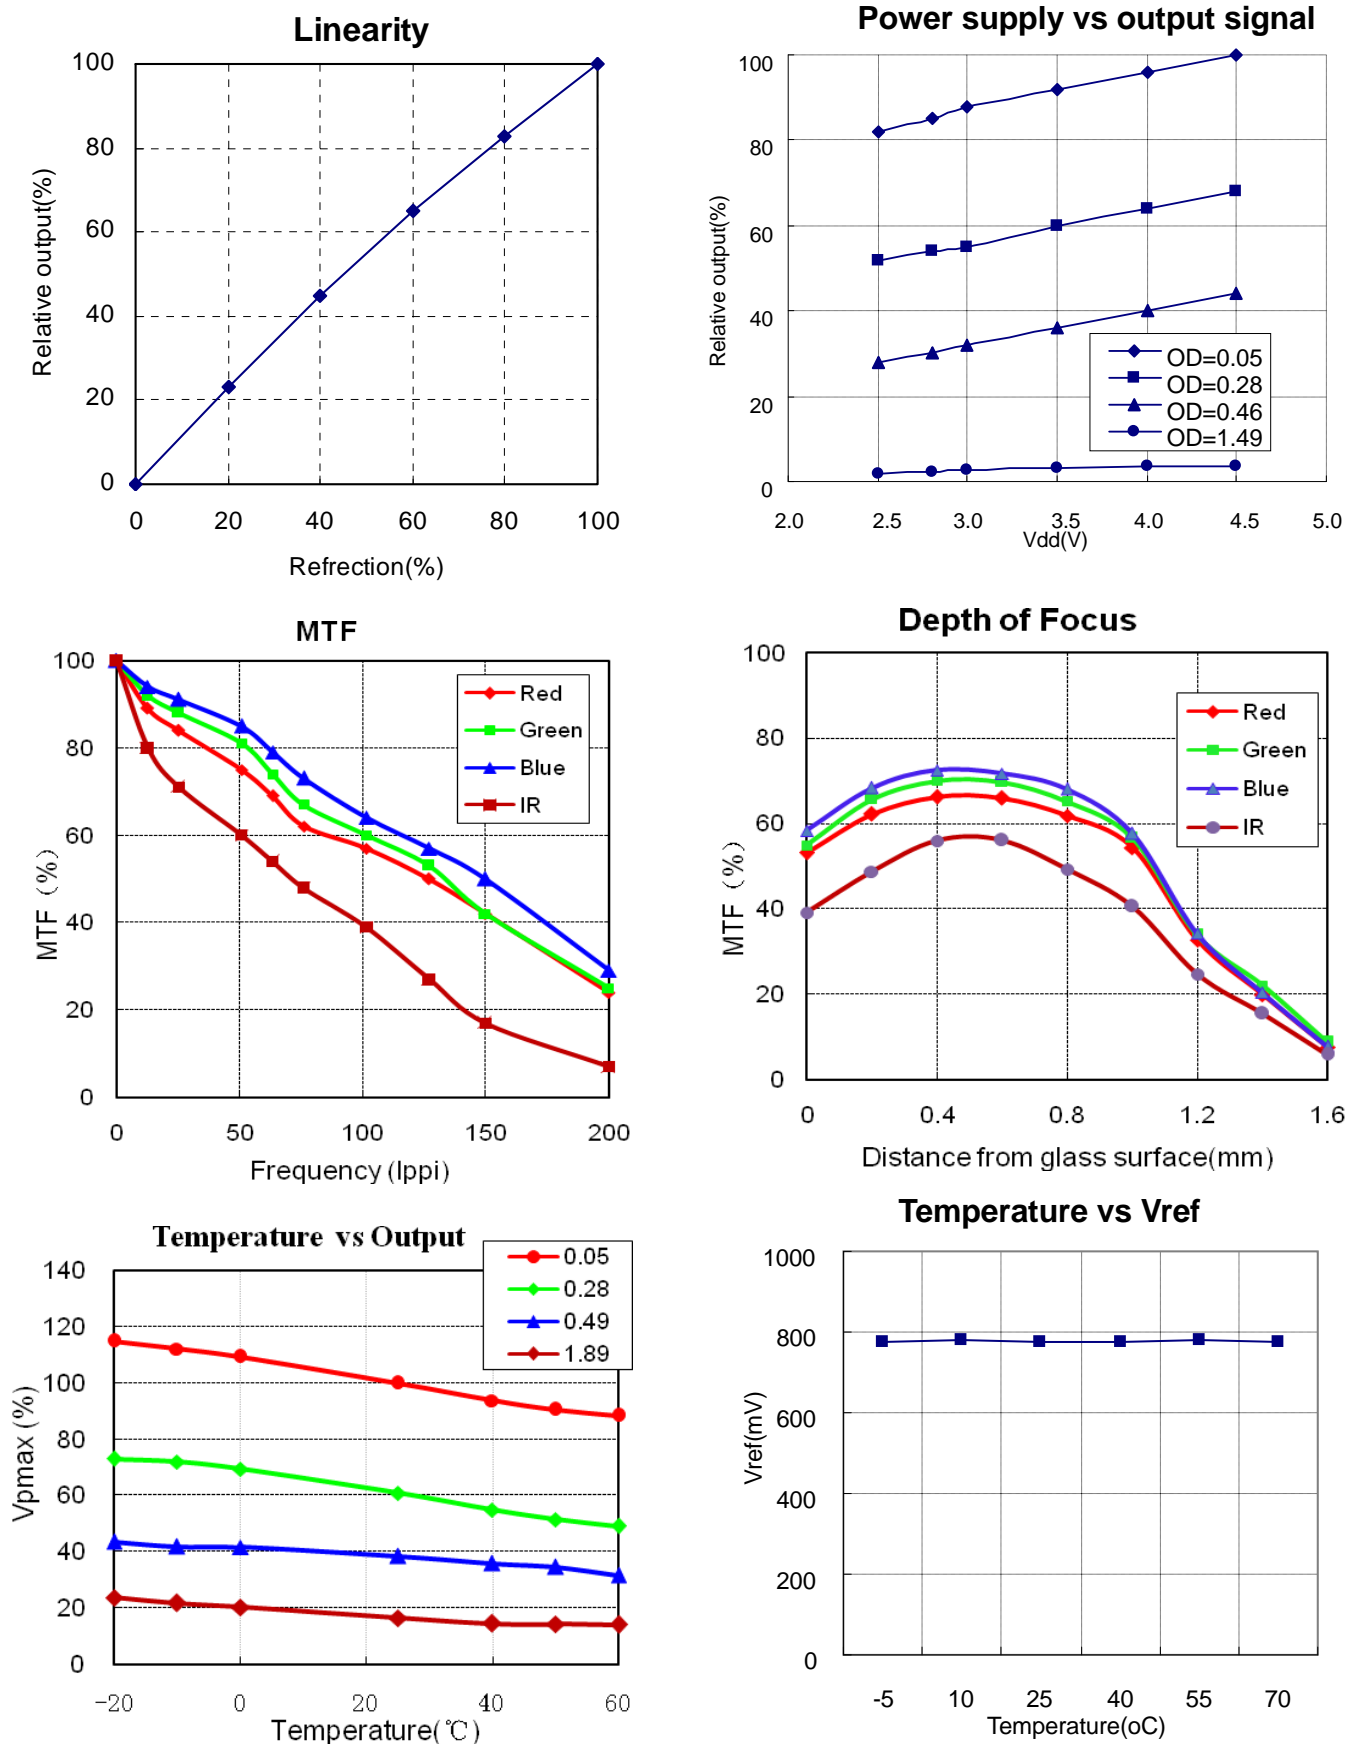 Linearity
Relative output(%)
100
80
60
40
20
0
0 20 40 60 80 100
Refrection(%)
Power supply vs output signal
Relative output(%)
100
80
60
40
20
0
OD=0.05
OD=0.28
OD=0.46
OD=1.49
2.0 2.5 3.0 3.5 4.0 4.5 5.0
Vdd(V)
MTF
MTF (%)
100
80
60
40
20
0
Red
Green
Blue
IR
0 50 100 150 200
Frequency (lppi)
Depth of Focus
MTF (%)
100
80
60
40
20
0
Red
Green
Blue
IR
0 0.4 0.8 1.2 1.6
Distance from glass surface(mm)
Temperature vs Output
Vpmax (%)
140
120
100
80
60
40
20
0
0.05
0.28
0.49
1.89
-20 0 20 40 60
Temperature(℃)
Temperature vs Vref
Vref(mV)
1000
800
600
400
200
0
-5 10 25 40 55 70
Temperature(oC)